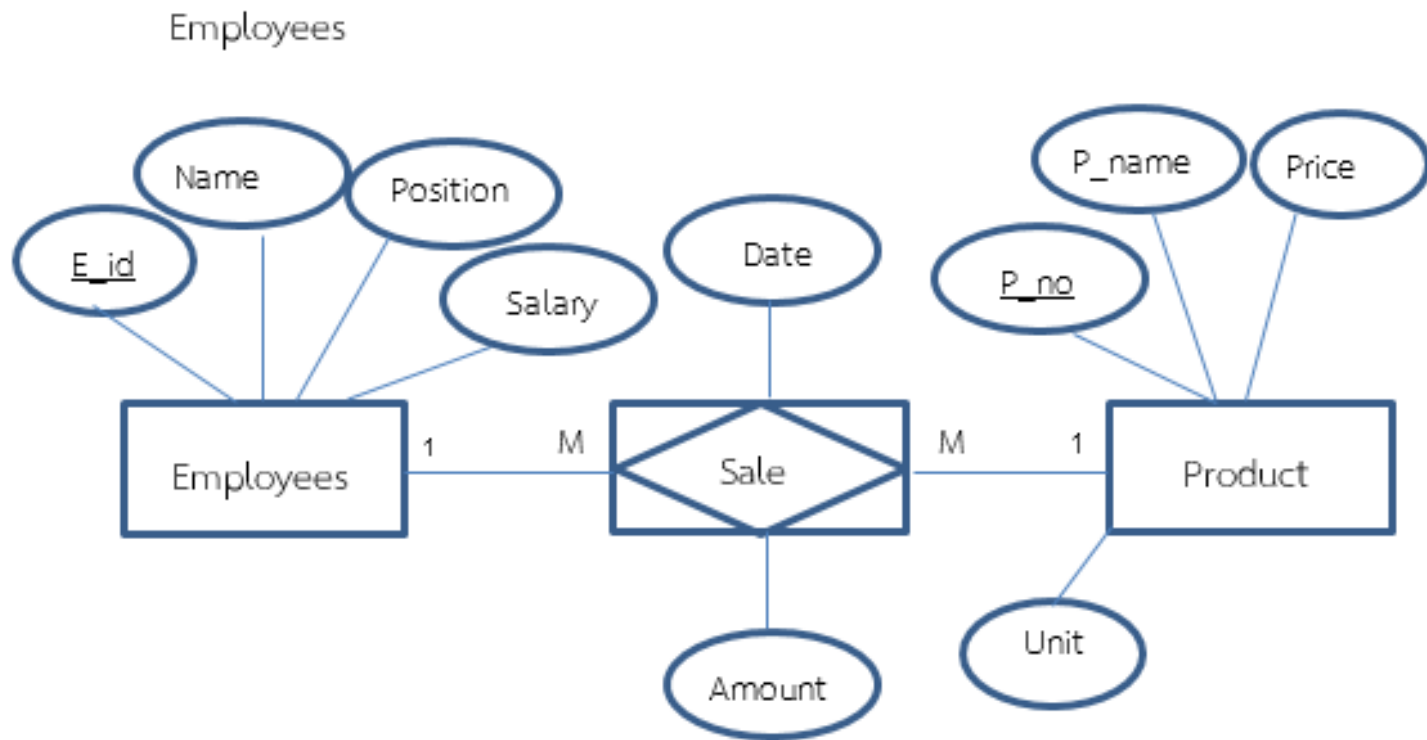 Employees
Name
Position
E_id
Salary
Date
P_name
Price
P_no
Employees
1
M
Sale
M
1
Product
Amount
Unit